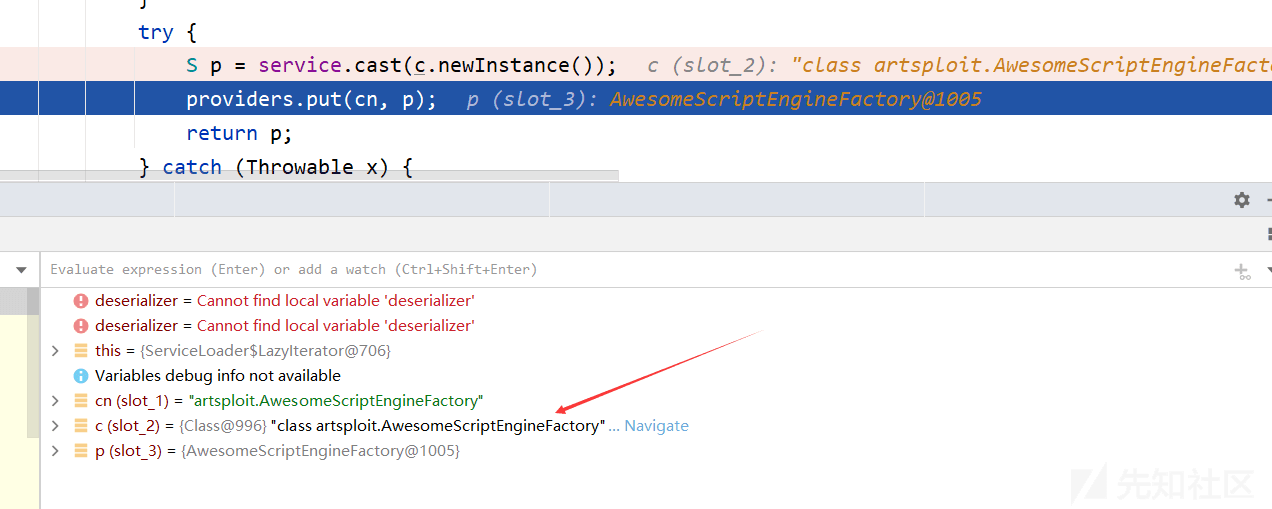 }
try {
S p = service.cast(c.newInstance()); c (slot_2): "class artsploit.AwesomeScriptEngineFacto
providers.put(cn, p); p (slot_3): AwesomeScriptEngineFactory@1005
return p;
} catch (Throwable x) {
Evaluate expression (Enter) or add a watch (Ctrl+Shift+Enter)
deserializer = Cannot find local variable 'deserializer'
deserializer = Cannot find local variable 'deserializer'
this = {ServiceLoader$LazyIterator@706}
Variables debug info not available
cn (slot_1) = "artsploit.AwesomeScriptEngineFactory"
c (slot_2) = {Class@996} "class artsploit.AwesomeScriptEngineFactory" ... Navigate
p (slot_3) = {AwesomeScriptEngineFactory@1005}
先知社区